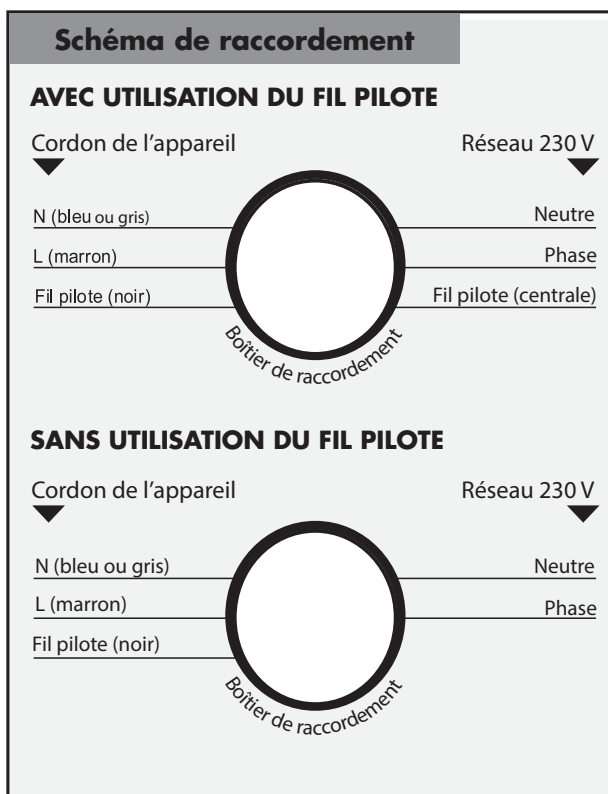 Schéma de raccordement
AVEC UTILISATION DU FIL PILOTE
Cordon de l'appareil
Réseau 230 V
N (bleu ou gris)
Neutre
L (marron)
Phase
Fil pilote (noir)
Fil pilote (centrale)
Boîtier de raccordement
SANS UTILISATION DU FIL PILOTE
Cordon de l'appareil
Réseau 230 V
N (bleu ou gris)
Neutre
L (marron)
Phase
Fil pilote (noir)
Boîtier de raccordement